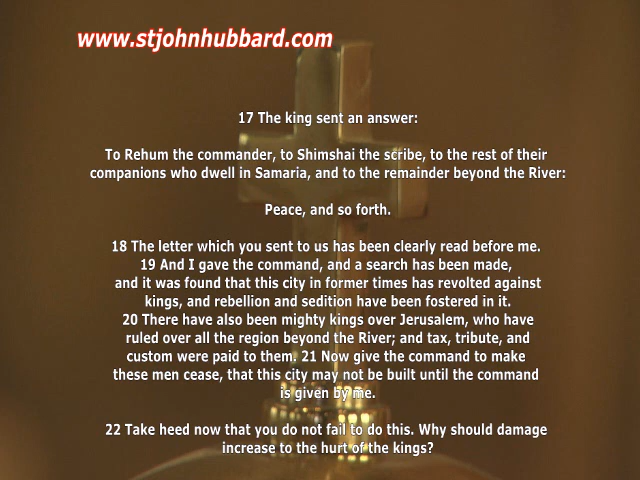 www.stjohnhubbard.com
17 The king sent an answer:
To Rehum the commander, to Shimshai the scribe, to the rest of their
companions who dwell in Samaria, and to the remainder beyond the River:
Peace, and so forth.
18 The letter which you sent to us has been clearly read before me.
19 And I gave the command, and a search has been made,
and it was found that this city in former times has revolted against
kings, and rebellion and sedition have been fostered in it.
20 There have also been mighty kings over Jerusalem, who have
ruled over all the region beyond the River; and tax, tribute, and
custom were paid to them. 21 Now give the command to make
these men cease, that this city may not be built until the command
is given by me.
22 Take heed now that you do not fail to do this. Why should damage
increase to the hurt of the kings?